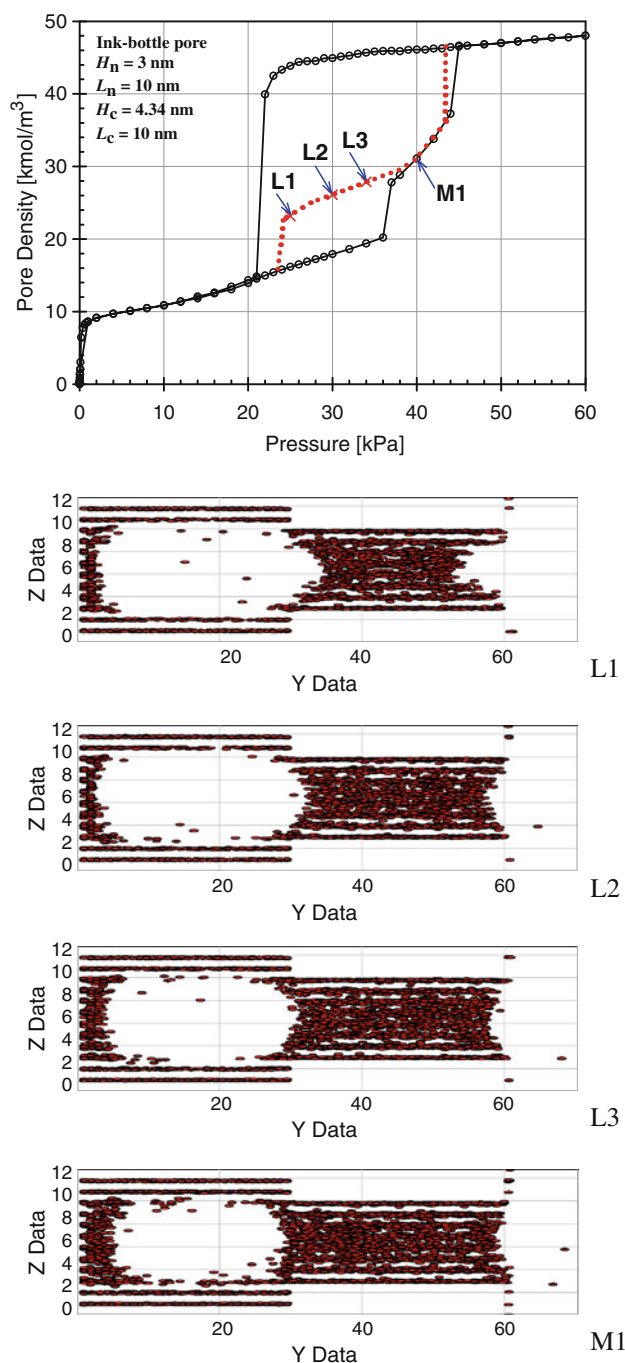 50
40
30
20
10
0
Pore Density [kmol/m³]
Ink-bottle pore
Hn = 3 nm
Ln = 10 nm
Hc = 4.34 nm
Lc = 10 nm
L1
L2
L3
M1
0 10 20 30 40 50 60
Pressure [kPa]
12
10
8
6
4
2
0
Z Data
20 40 60
Y Data
L1
12
10
8
6
4
2
0
Z Data
20 40 60
Y Data
L2
12
10
8
6
4
2
0
Z Data
20 40 60
Y Data
L3
12
10
8
6
4
2
0
Z Data
20 40 60
Y Data
M1